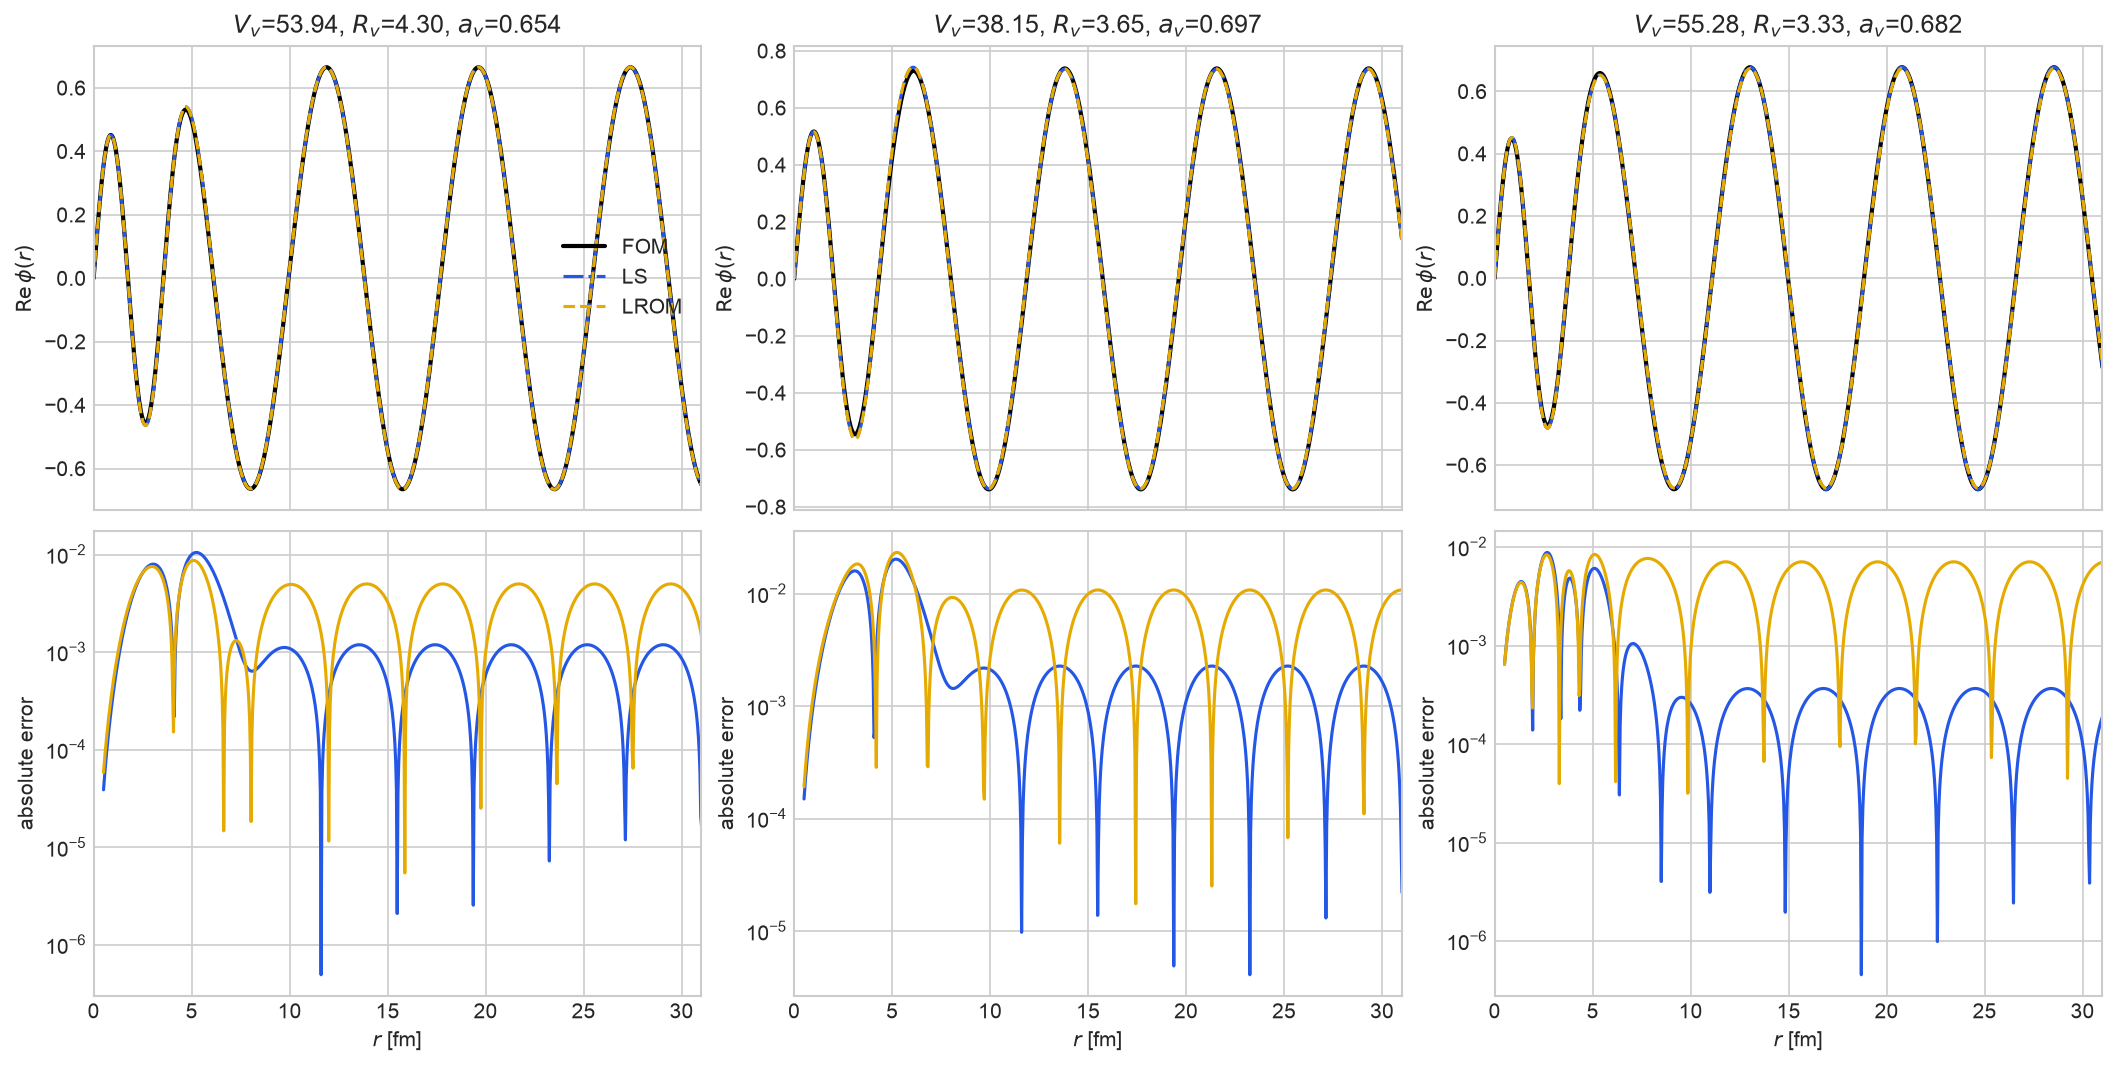 V_v=53.94, R_v=4.30, a_v=0.654
V_v=38.15, R_v=3.65, a_v=0.697
V_v=55.28, R_v=3.33, a_v=0.682
Re ϕ(r)
0.6
0.4
0.2
0.0
−0.2
−0.4
−0.6
FOM
LS
LROM
Re ϕ(r)
0.8
0.6
0.4
0.2
0.0
−0.2
−0.4
−0.6
−0.8
Re ϕ(r)
0.6
0.4
0.2
0.0
−0.2
−0.4
−0.6
absolute error
10⁻²
10⁻³
10⁻⁴
10⁻⁵
10⁻⁶
0 5 10 15 20 25 30
r [fm]
absolute error
10⁻²
10⁻³
10⁻⁴
10⁻⁵
0 5 10 15 20 25 30
r [fm]
absolute error
10⁻²
10⁻³
10⁻⁴
10⁻⁵
10⁻⁶
0 5 10 15 20 25 30
r [fm]